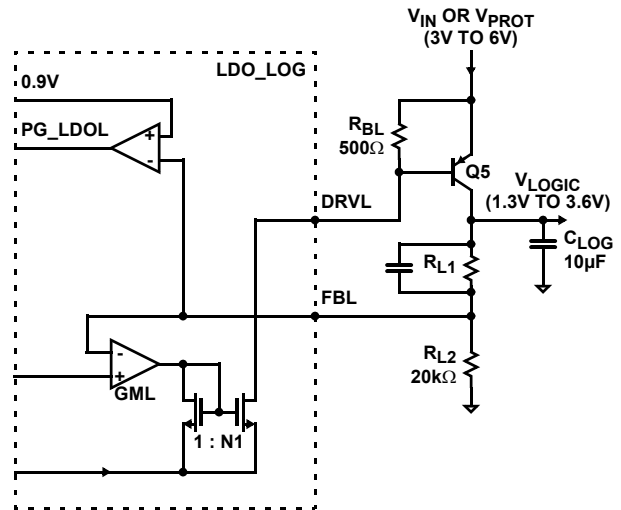 V_IN OR V_PROT
(3V TO 6V)
LDO_LOG
0.9V
PG_LDOL
+
-
R_BL
500Ω
Q5
DRVL
V_LOGIC
(1.3V TO 3.6V)
C_LOG
10µF
R_L1
FBL
-
+
GML
R_L2
20kΩ
1 : N1